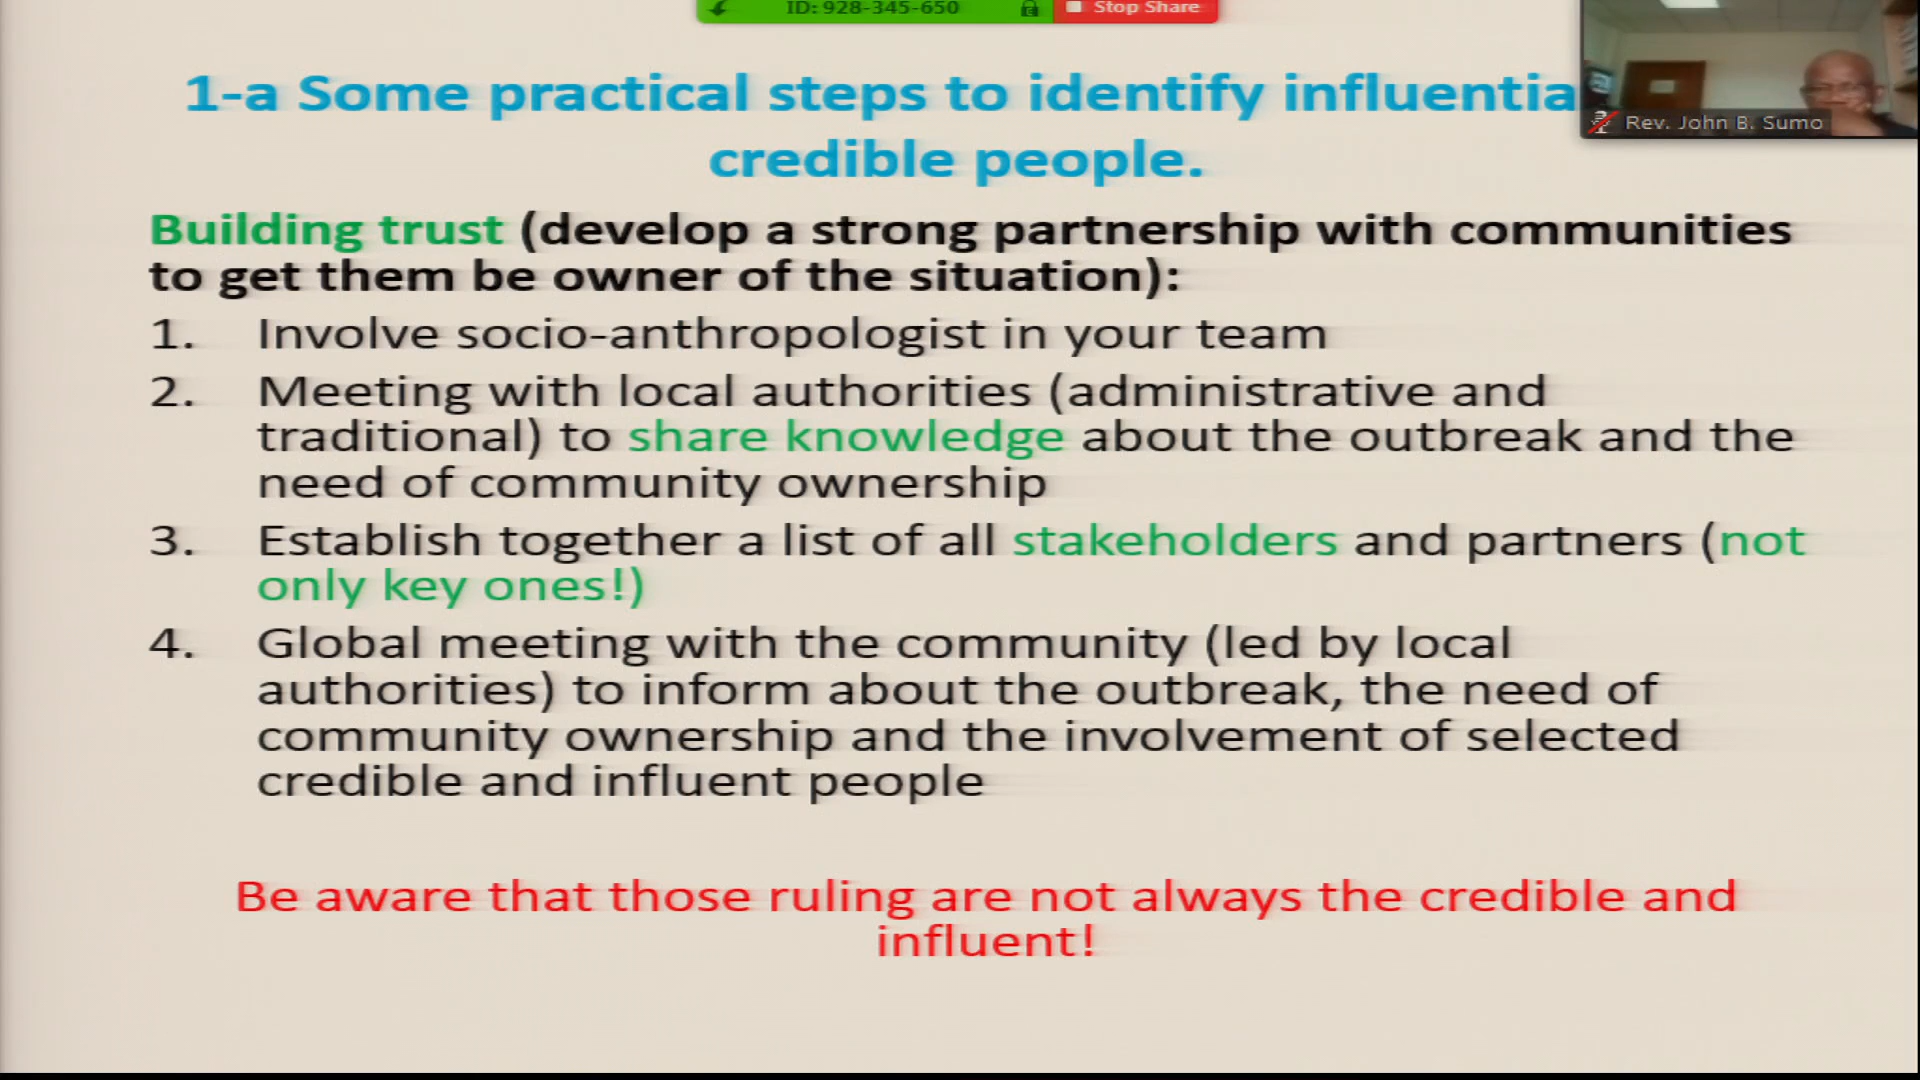 ID: 928-345-650
Stop Share
1-a Some practical steps to identify influentia
credible people.
Rev. John B. Sumo
Building trust (develop a strong partnership with communities
to get them be owner of the situation):
1. Involve socio-anthropologist in your team
2. Meeting with local authorities (administrative and
traditional) to share knowledge about the outbreak and the
need of community ownership
3. Establish together a list of all stakeholders and partners (not
only key ones!)
4. Global meeting with the community (led by local
authorities) to inform about the outbreak, the need of
community ownership and the involvement of selected
credible and influent people
Be aware that those ruling are not always the credible and
influent!